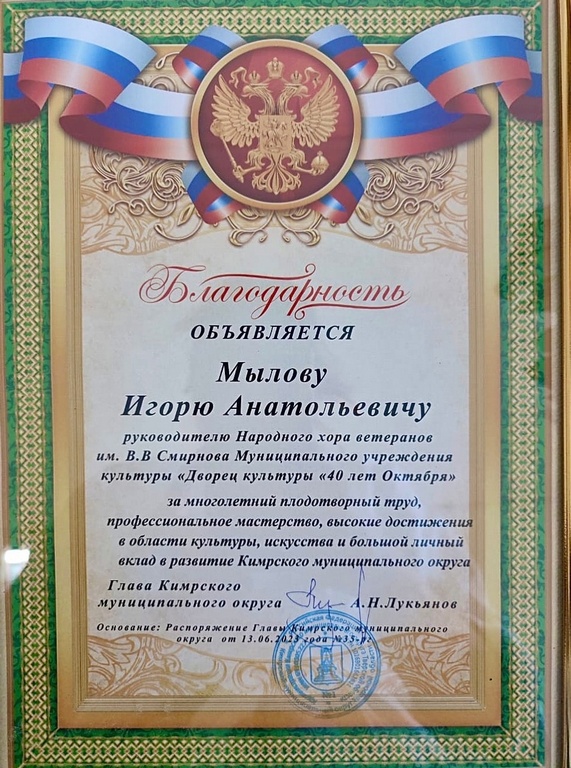 Благодарность
ОБЪЯВЛЯЕТСЯ
Мылову
Игорю Анатольевичу
руководителю Народного хора ветеранов
им. В.В Смирнова Муниципального учреждения
культуры «Дворец культуры «40 лет Октября»
за многолетний плодотворный труд,
профессиональное мастерство, высокие достижения
в области культуры, искусства и большой личный
вклад в развитие Кимрского муниципального округа
Глава Кимрского
муниципального округа А.Н.Лукьянов
Основание: Распоряжение Главы Кимрского муниципального
округа от 13.06.2023 года №35-рг